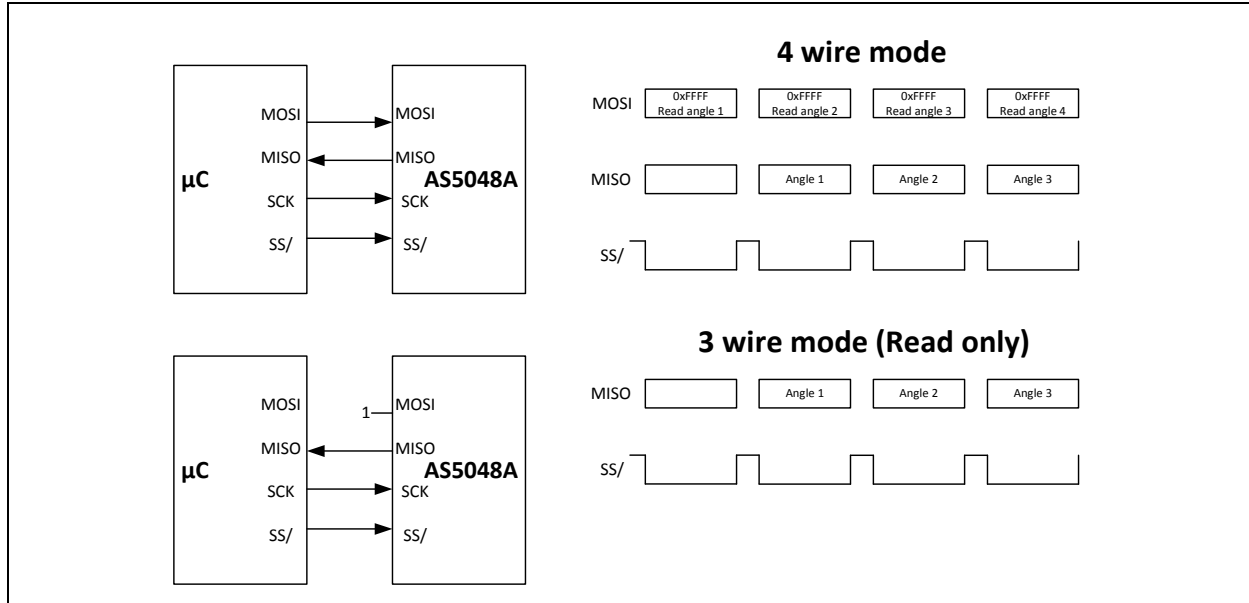 4 wire mode
MOSI
MISO
SCK
SS/
µC
MOSI
MISO
SCK
SS/
AS5048A
MOSI
0xFFFF
Read angle 1
0xFFFF
Read angle 2
0xFFFF
Read angle 3
0xFFFF
Read angle 4
MISO
Angle 1
Angle 2
Angle 3
SS/
3 wire mode (Read only)
MOSI
MISO
SCK
SS/
µC
1
MOSI
MISO
SCK
SS/
AS5048A
MISO
Angle 1
Angle 2
Angle 3
SS/